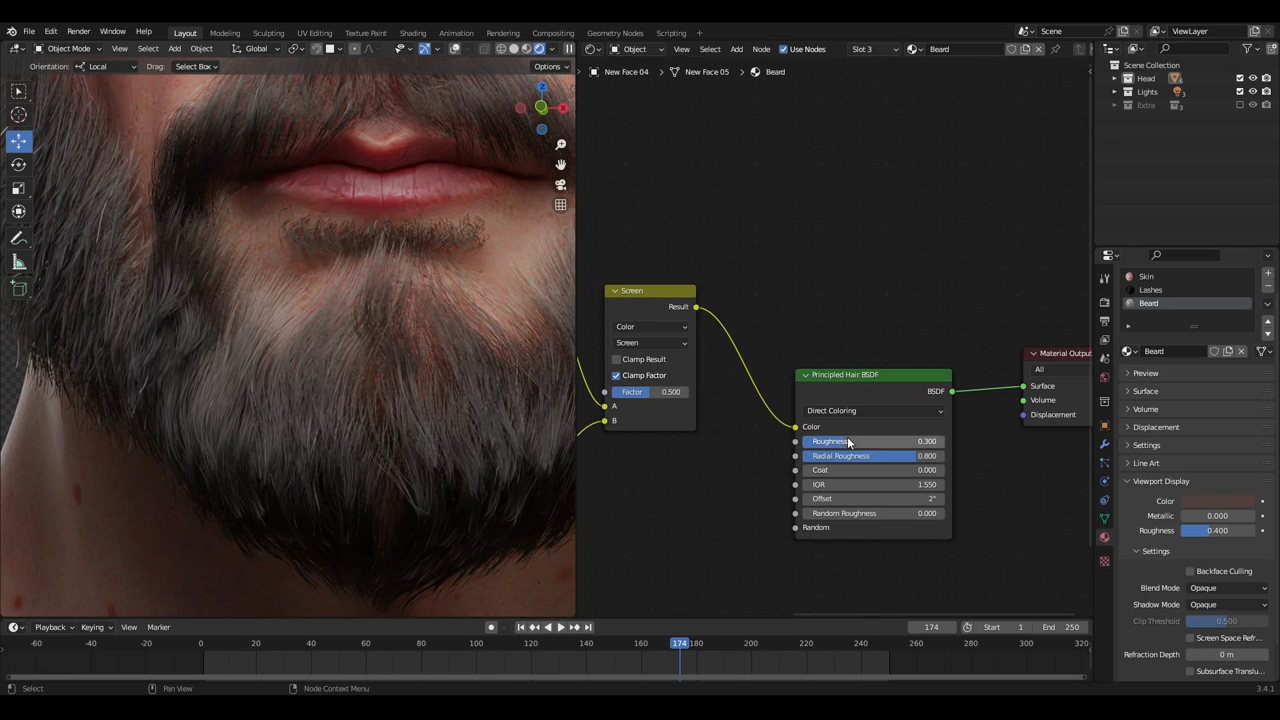 File Edit Render Window Help Layout Modeling Sculpting UV Editing Texture Paint Shading Animation Rendering Compositing Geometry Nodes Scripting + Scene ViewLayer
Object Mode View Select Add Object Global Object View Select Add Node Use Nodes Slot 3 Beard
Orientation: Local Drag: Select Box Options
New Face 04 > New Face 05 > Beard
Scene Collection
Head
Lights 3
Extra 3
Z
X
Screen
Result
Color
Screen
Clamp Result
Clamp Factor
Factor 0.500
A
B
Principled Hair BSDF
BSDF
Direct Coloring
Color
Roughness 0.300
Radial Roughness 0.800
Coat 0.000
IOR 1.550
Offset 2°
Random Roughness 0.000
Random
Material Output
All
Surface
Volume
Displacement
Skin
Lashes
Beard
Beard
Preview
Surface
Volume
Displacement
Settings
Line Art
Viewport Display
Color
Metallic 0.000
Roughness 0.400
Settings
Backface Culling
Blend Mode Opaque
Shadow Mode Opaque
Clip Threshold 0.500
Screen Space Refr...
Refraction Depth 0 m
Subsurface Translu...
Playback Keying View Marker 174 Start 1 End 250
-60 -40 -20 0 20 40 60 80 100 120 140 160 174 180 200 220 240 260 280 300 320
Select Pan View Node Context Menu 3.4.1